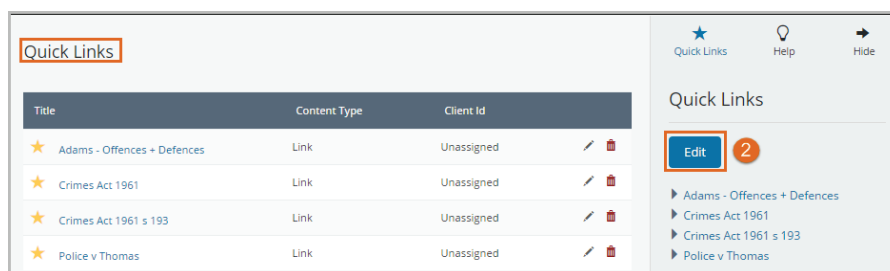 Quick Links
Title Content Type Client Id
Adams - Offences + Defences Link Unassigned
Crimes Act 1961 Link Unassigned
Crimes Act 1961 s 193 Link Unassigned
Police v Thomas Link Unassigned
Quick Links Help Hide
Quick Links
Edit 2
Adams - Offences + Defences
Crimes Act 1961
Crimes Act 1961 s 193
Police v Thomas